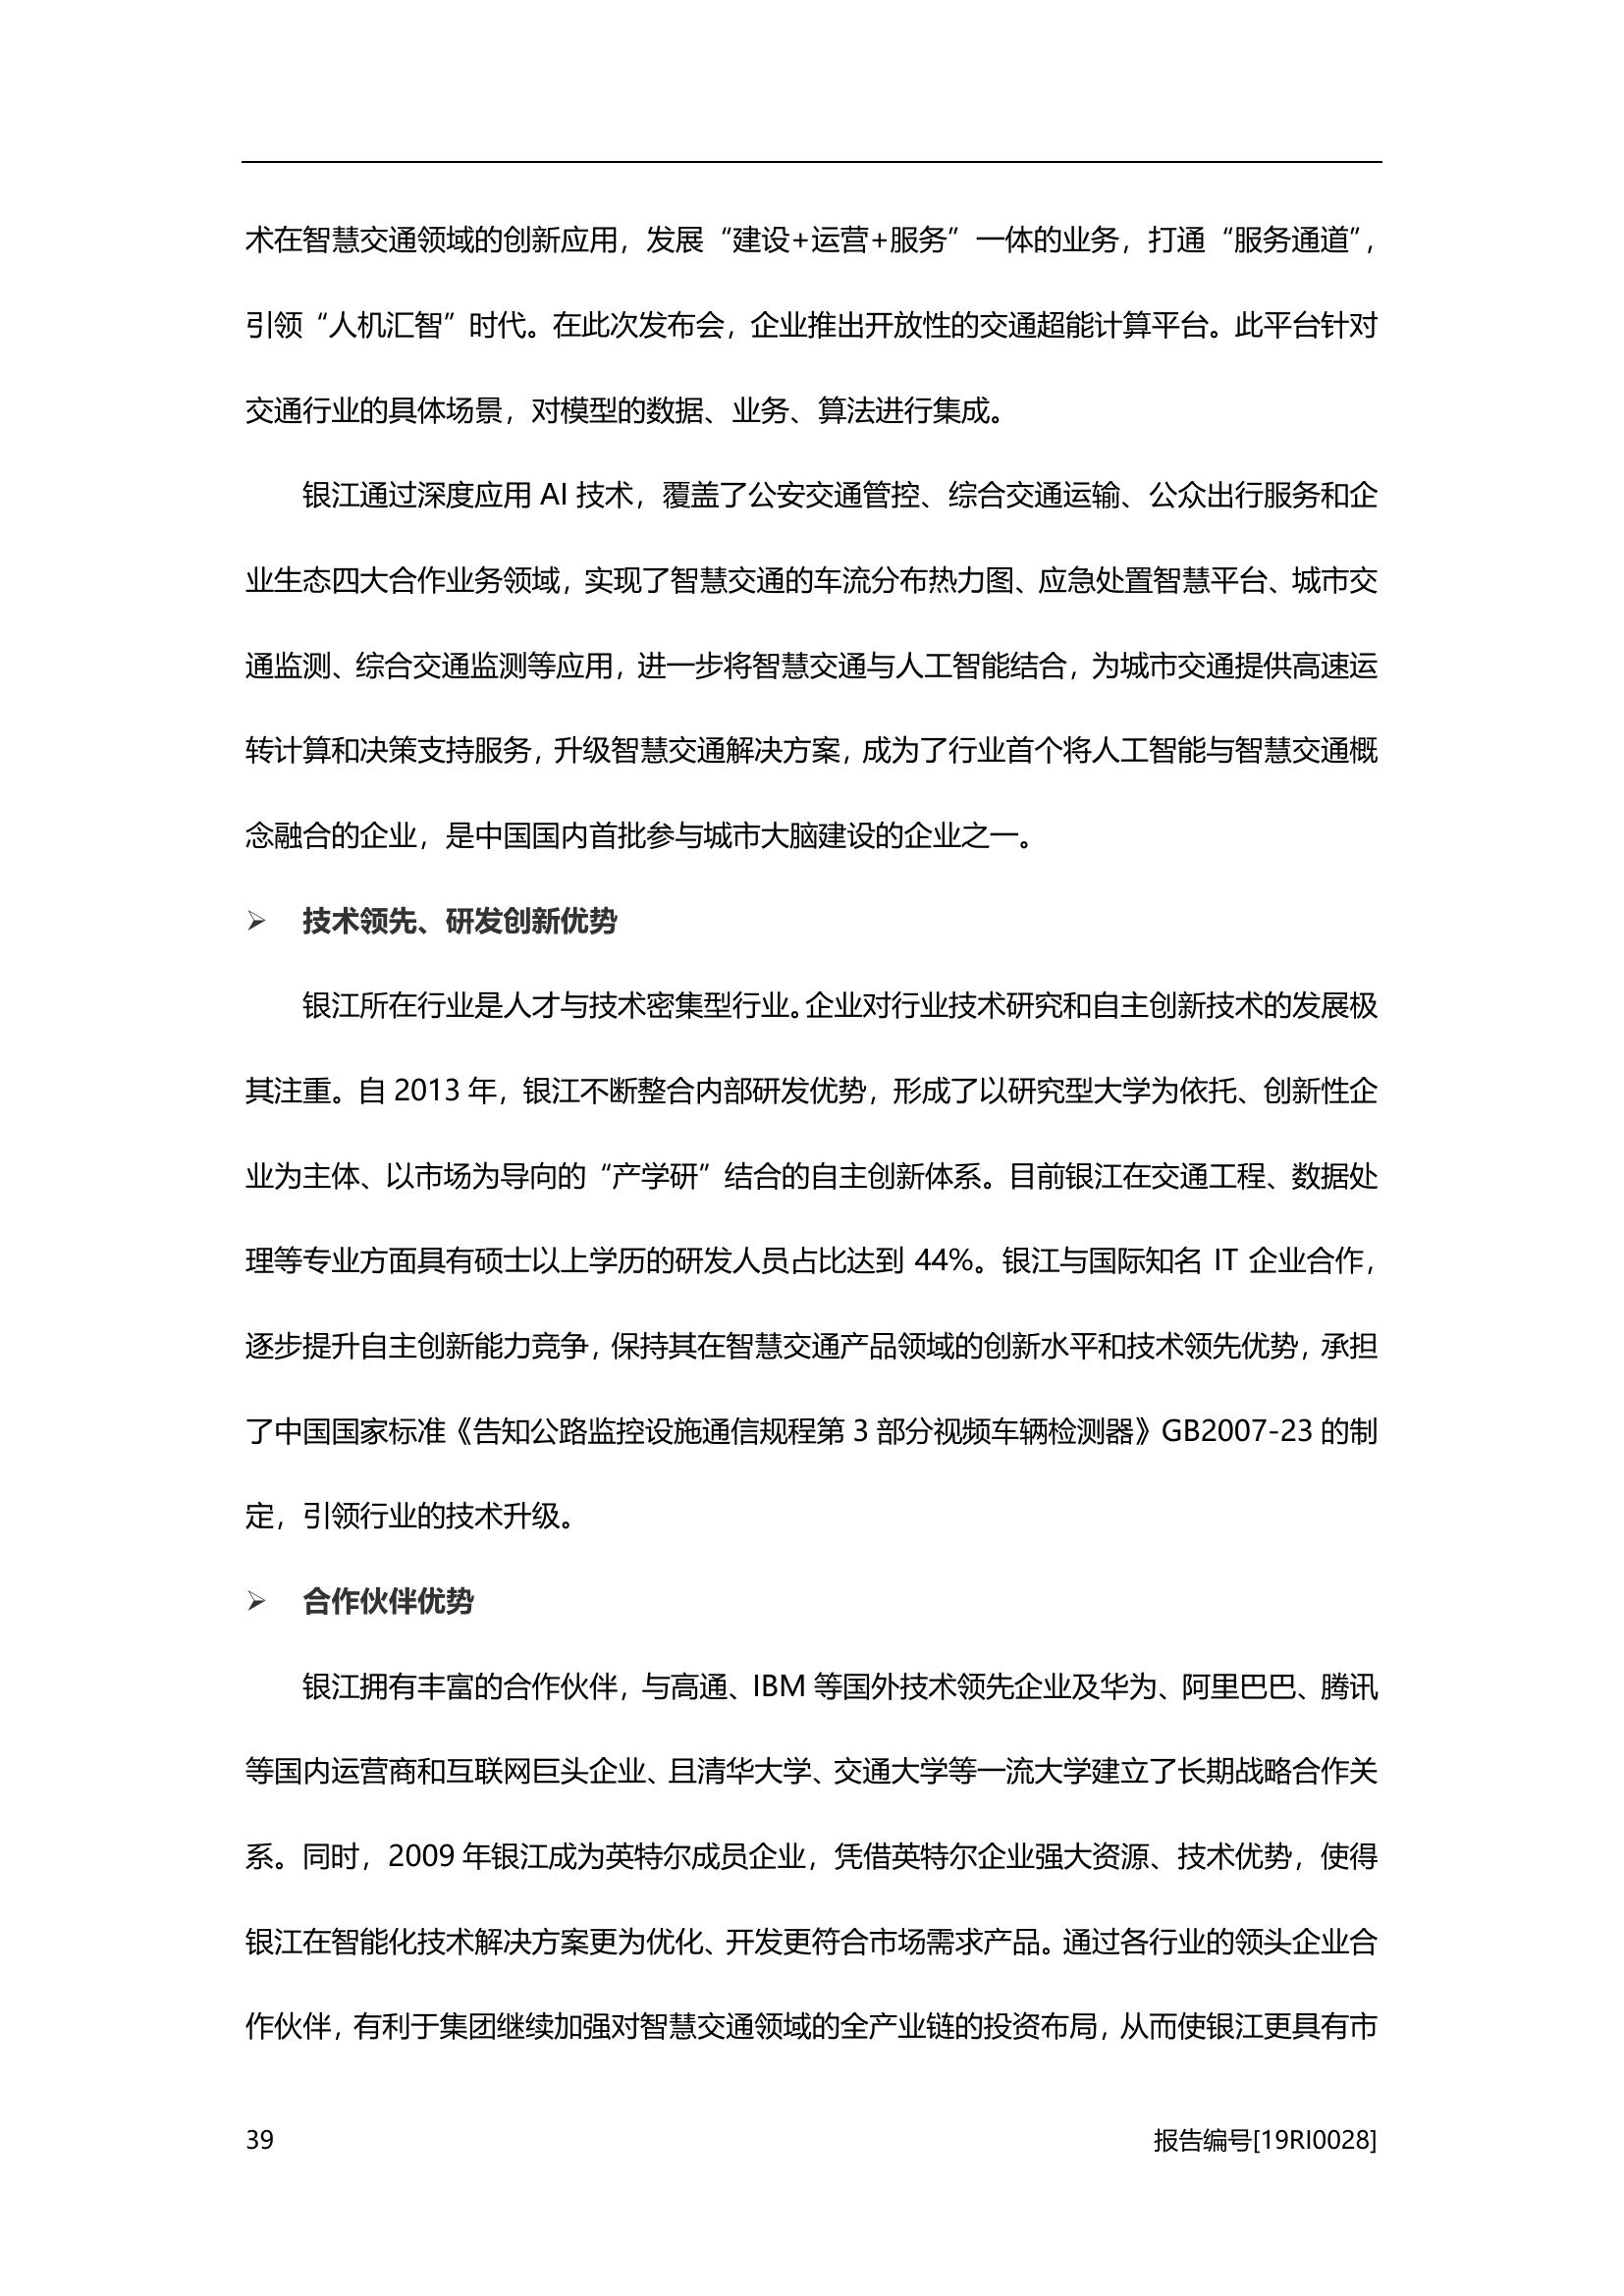 术在智慧交通领域的创新应用，发展“建设+运营+服务”一体的业务，打通“服务通道”，
引领“人机汇智”时代。在此次发布会，企业推出开放性的交通超能计算平台。此平台针对
交通行业的具体场景，对模型的数据、业务、算法进行集成。
银江通过深度应用 AI 技术，覆盖了公安交通管控、综合交通运输、公众出行服务和企
业生态四大合作业务领域，实现了智慧交通的车流分布热力图、应急处置智慧平台、城市交
通监测、综合交通监测等应用，进一步将智慧交通与人工智能结合，为城市交通提供高速运
转计算和决策支持服务，升级智慧交通解决方案，成为了行业首个将人工智能与智慧交通概
念融合的企业，是中国国内首批参与城市大脑建设的企业之一。
➢ 技术领先、研发创新优势
银江所在行业是人才与技术密集型行业。企业对行业技术研究和自主创新技术的发展极
其注重。自 2013 年，银江不断整合内部研发优势，形成了以研究型大学为依托、创新性企
业为主体、以市场为导向的“产学研”结合的自主创新体系。目前银江在交通工程、数据处
理等专业方面具有硕士以上学历的研发人员占比达到 44%。银江与国际知名 IT 企业合作，
逐步提升自主创新能力竞争，保持其在智慧交通产品领域的创新水平和技术领先优势，承担
了中国国家标准《告知公路监控设施通信规程第 3 部分视频车辆检测器》GB2007-23 的制
定，引领行业的技术升级。
➢ 合作伙伴优势
银江拥有丰富的合作伙伴，与高通、IBM 等国外技术领先企业及华为、阿里巴巴、腾讯
等国内运营商和互联网巨头企业、且清华大学、交通大学等一流大学建立了长期战略合作关
系。同时，2009 年银江成为英特尔成员企业，凭借英特尔企业强大资源、技术优势，使得
银江在智能化技术解决方案更为优化、开发更符合市场需求产品。通过各行业的领头企业合
作伙伴，有利于集团继续加强对智慧交通领域的全产业链的投资布局，从而使银江更具有市
39 报告编号[19RI0028]